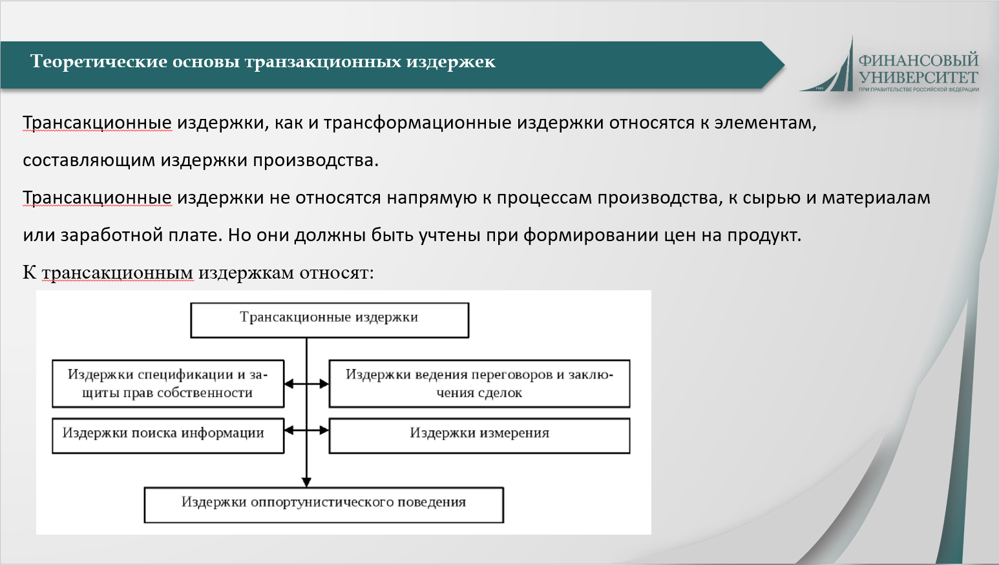 Теоретические основы транзакционных издержек
ФИНАНСОВЫЙ
УНИВЕРСИТЕТ
ПРИ ПРАВИТЕЛЬСТВЕ РОССИЙСКОЙ ФЕДЕРАЦИИ
Трансакционные издержки, как и трансформационные издержки относятся к элементам,
составляющим издержки производства.
Трансакционные издержки не относятся напрямую к процессам производства, к сырью и материалам
или заработной плате. Но они должны быть учтены при формировании цен на продукт.
К трансакционным издержкам относят:
Трансакционные издержки
Издержки спецификации и за-
щиты прав собственности
Издержки ведения переговоров и заклю-
чения сделок
Издержки поиска информации
Издержки измерения
Издержки оппортунистического поведения